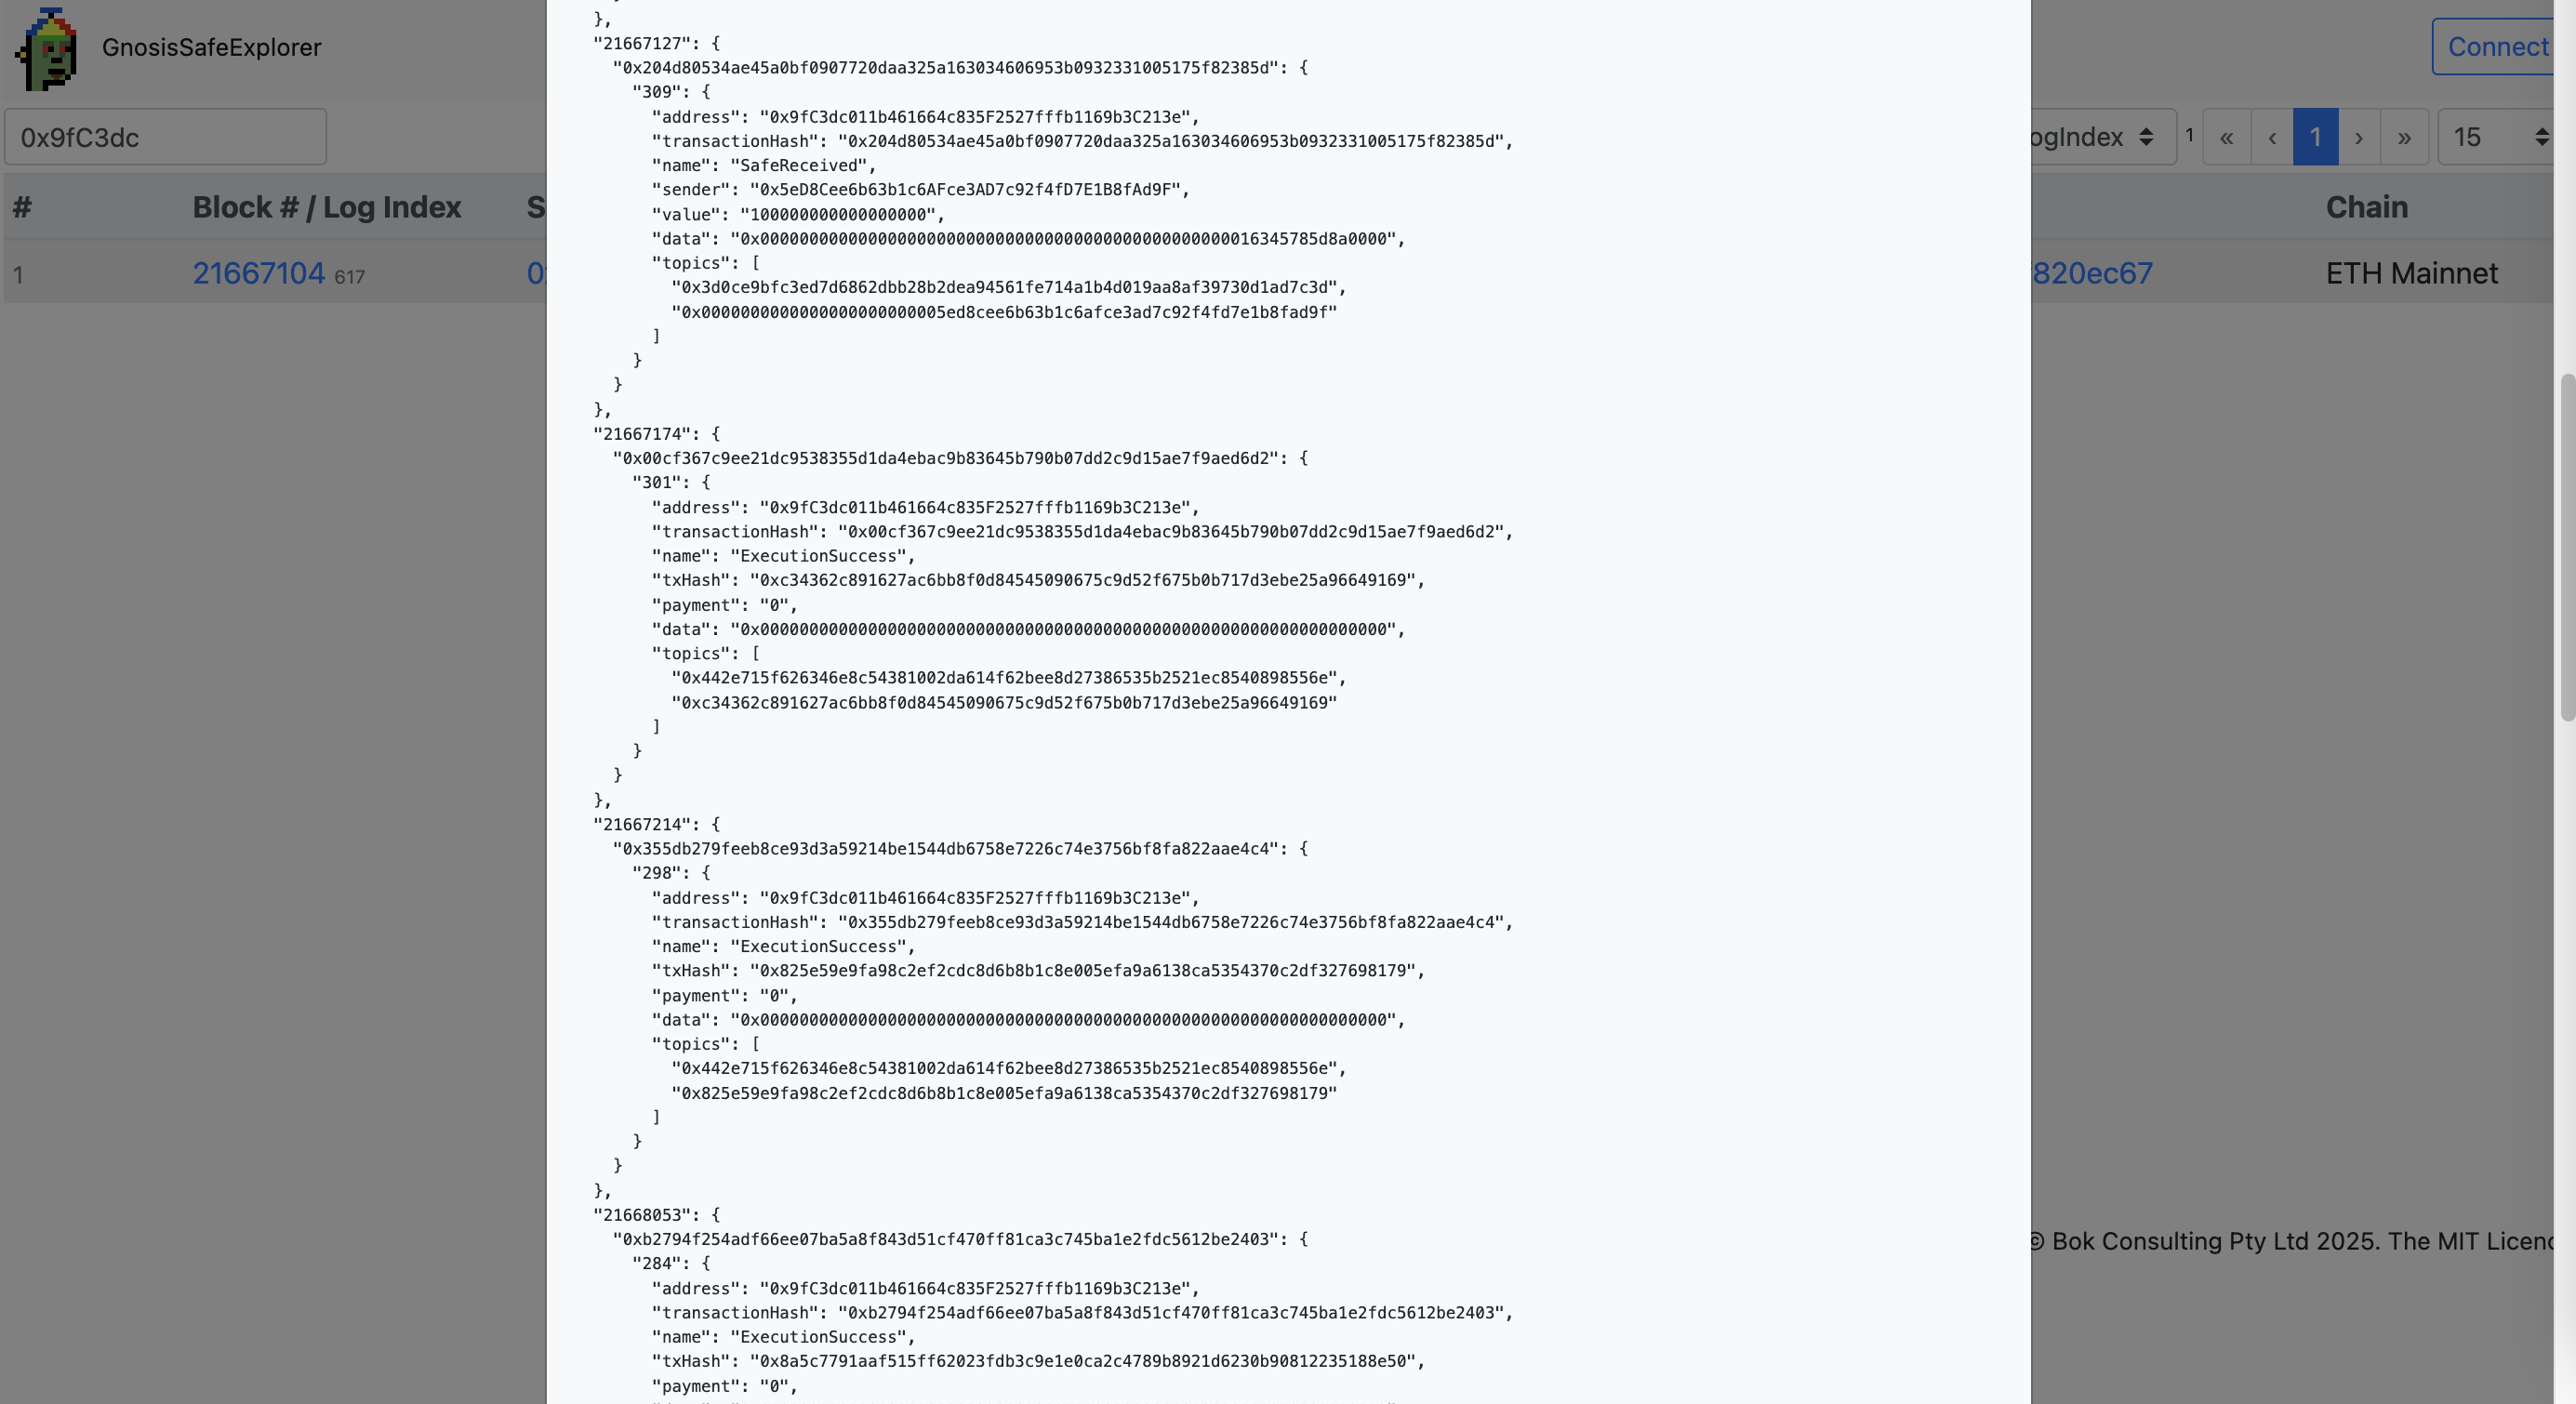 GnosisSafeExplorer
Connect
0x9fC3dc
ogIndex
1
«
‹
1
›
»
15
#
Block # / Log Index
S
Chain
1
21667104 617
0
820ec67
ETH Mainnet
},
"21667127": {
"0x204d80534ae45a0bf0907720daa325a163034606953b0932331005175f82385d": {
"309": {
"address": "0x9fC3dc011b461664c835F2527fffb1169b3C213e",
"transactionHash": "0x204d80534ae45a0bf0907720daa325a163034606953b0932331005175f82385d",
"name": "SafeReceived",
"sender": "0x5eD8Cee6b63b1c6AFce3AD7c92f4fD7E1B8fAd9F",
"value": "100000000000000000",
"data": "0x000000000000000000000000000000000000000000000000016345785d8a0000",
"topics": [
"0x3d0ce9bfc3ed7d6862dbb28b2dea94561fe714a1b4d019aa8af39730d1ad7c3d",
"0x0000000000000000000000005ed8cee6b63b1c6afce3ad7c92f4fd7e1b8fad9f"
]
}
}
},
"21667174": {
"0x00cf367c9ee21dc9538355d1da4ebac9b83645b790b07dd2c9d15ae7f9aed6d2": {
"301": {
"address": "0x9fC3dc011b461664c835F2527fffb1169b3C213e",
"transactionHash": "0x00cf367c9ee21dc9538355d1da4ebac9b83645b790b07dd2c9d15ae7f9aed6d2",
"name": "ExecutionSuccess",
"txHash": "0xc34362c891627ac6bb8f0d84545090675c9d52f675b0b717d3ebe25a96649169",
"payment": "0",
"data": "0x0000000000000000000000000000000000000000000000000000000000000000",
"topics": [
"0x442e715f626346e8c54381002da614f62bee8d27386535b2521ec8540898556e",
"0xc34362c891627ac6bb8f0d84545090675c9d52f675b0b717d3ebe25a96649169"
]
}
}
},
"21667214": {
"0x355db279feeb8ce93d3a59214be1544db6758e7226c74e3756bf8fa822aae4c4": {
"298": {
"address": "0x9fC3dc011b461664c835F2527fffb1169b3C213e",
"transactionHash": "0x355db279feeb8ce93d3a59214be1544db6758e7226c74e3756bf8fa822aae4c4",
"name": "ExecutionSuccess",
"txHash": "0x825e59e9fa98c2ef2cdc8d6b8b1c8e005efa9a6138ca5354370c2df327698179",
"payment": "0",
"data": "0x0000000000000000000000000000000000000000000000000000000000000000",
"topics": [
"0x442e715f626346e8c54381002da614f62bee8d27386535b2521ec8540898556e",
"0x825e59e9fa98c2ef2cdc8d6b8b1c8e005efa9a6138ca5354370c2df327698179"
]
}
}
},
"21668053": {
"0xb2794f254adf66ee07ba5a8f843d51cf470ff81ca3c745ba1e2fdc5612be2403": {
"284": {
"address": "0x9fC3dc011b461664c835F2527fffb1169b3C213e",
"transactionHash": "0xb2794f254adf66ee07ba5a8f843d51cf470ff81ca3c745ba1e2fdc5612be2403",
"name": "ExecutionSuccess",
"txHash": "0x8a5c7791aaf515ff62023fdb3c9e1e0ca2c4789b8921d6230b90812235188e50",
"payment": "0",
© Bok Consulting Pty Ltd 2025. The MIT Licenc